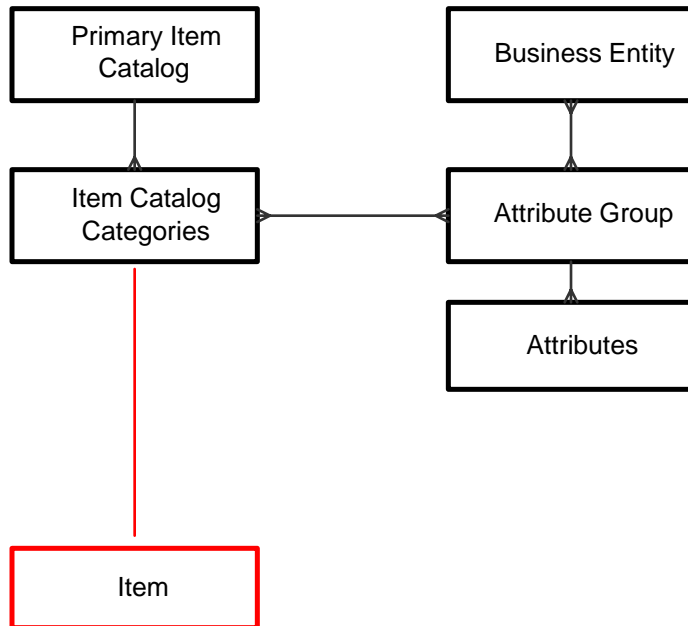 Primary Item
Catalog
Business Entity
Item Catalog
Categories
Attribute Group
Attributes
Item